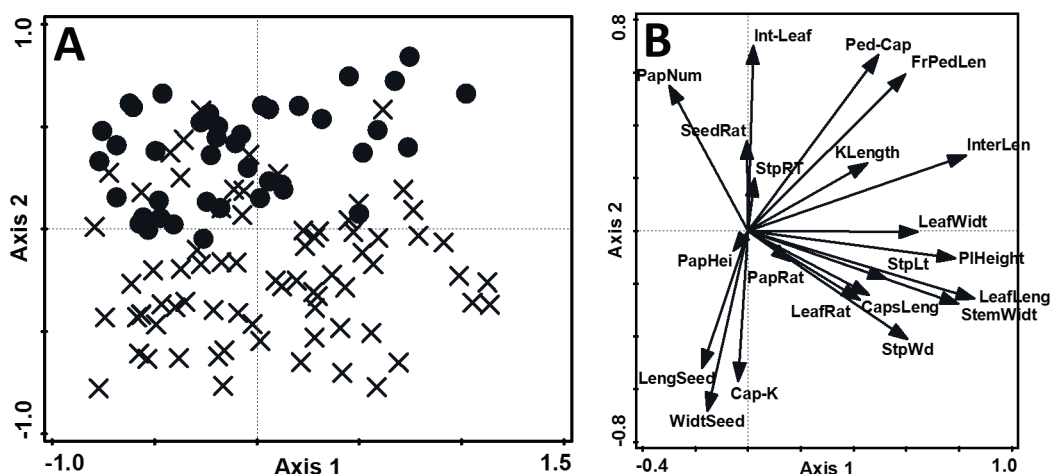 A
1.0
Axis 2
-1.0
-1.0
Axis 1
1.5
B
0.8
Axis 2
-0.8
-0.4
Axis 1
1.0
Int-Leaf
Ped-Cap
FrPedLen
PapNum
SeedRat
StpRT
KLength
InterLen
LeafWidt
PapHei
PapRat
StpLt
PlHeight
LeafRat
CapsLeng
LeafLeng
StemWidt
StpWd
LengSeed
Cap-K
WidtSeed